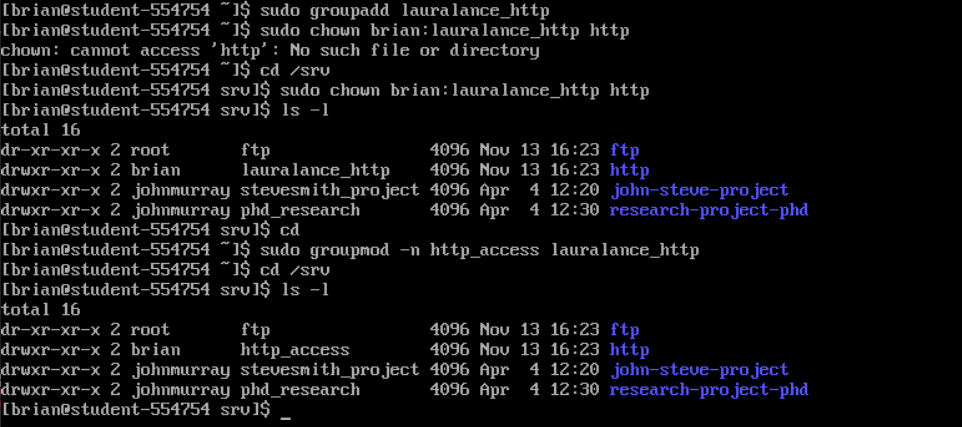 [brian@student-554754 ~]$ sudo groupadd lauralance_http
[brian@student-554754 ~]$ sudo chown brian:lauralance_http http
chown: cannot access 'http': No such file or directory
[brian@student-554754 ~]$ cd /srv
[brian@student-554754 srv]$ sudo chown brian:lauralance_http http
[brian@student-554754 srv]$ ls -l
total 16
dr-xr-xr-x 2 root       ftp                4096 Nov 13 16:23 ftp
drwxr-xr-x 2 brian      lauralance_http    4096 Nov 13 16:23 http
drwxr-xr-x 2 johnmurray stevesmith_project 4096 Apr  4 12:20 john-steve-project
drwxr-xr-x 2 johnmurray phd_research       4096 Apr  4 12:30 research-project-phd
[brian@student-554754 srv]$ cd
[brian@student-554754 ~]$ sudo groupmod -n http_access lauralance_http
[brian@student-554754 ~]$ cd /srv
[brian@student-554754 srv]$ ls -l
total 16
dr-xr-xr-x 2 root       ftp                4096 Nov 13 16:23 ftp
drwxr-xr-x 2 brian      http_access        4096 Nov 13 16:23 http
drwxr-xr-x 2 johnmurray stevesmith_project 4096 Apr  4 12:20 john-steve-project
drwxr-xr-x 2 johnmurray phd_research       4096 Apr  4 12:30 research-project-phd
[brian@student-554754 srv]$ _